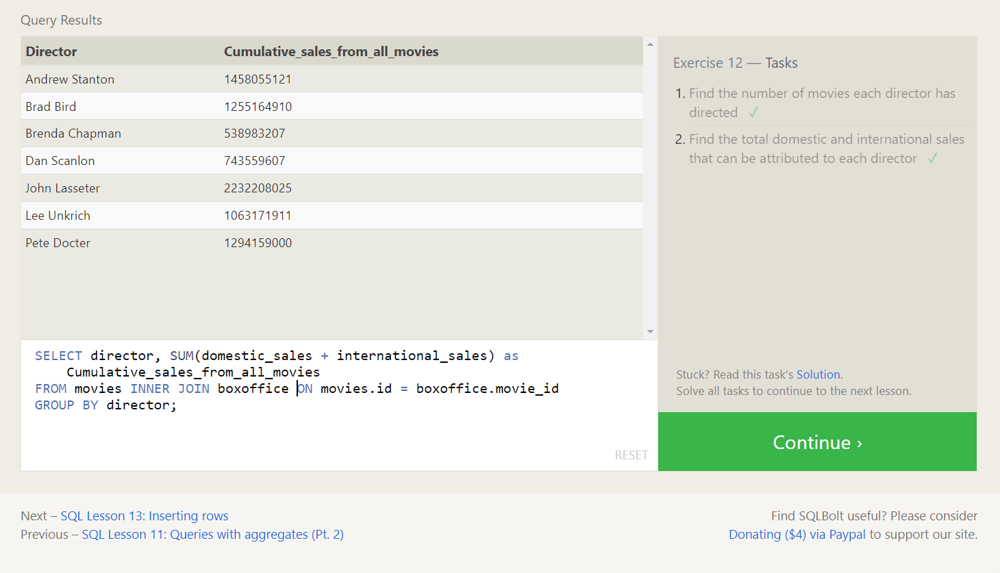 Query Results
Director Cumulative_sales_from_all_movies
Andrew Stanton 1458055121
Brad Bird 1255164910
Brenda Chapman 538983207
Dan Scanlon 743559607
John Lasseter 2232208025
Lee Unkrich 1063171911
Pete Docter 1294159000
SELECT director, SUM(domestic_sales + international_sales) as
Cumulative_sales_from_all_movies
FROM movies INNER JOIN boxoffice ON movies.id = boxoffice.movie_id
GROUP BY director;
RESET
Exercise 12 — Tasks
1. Find the number of movies each director has
directed ✓
2. Find the total domestic and international sales
that can be attributed to each director ✓
Stuck? Read this task's Solution.
Solve all tasks to continue to the next lesson.
Continue ›
Next – SQL Lesson 13: Inserting rows
Previous – SQL Lesson 11: Queries with aggregates (Pt. 2)
Find SQLBolt useful? Please consider
Donating ($4) via Paypal to support our site.